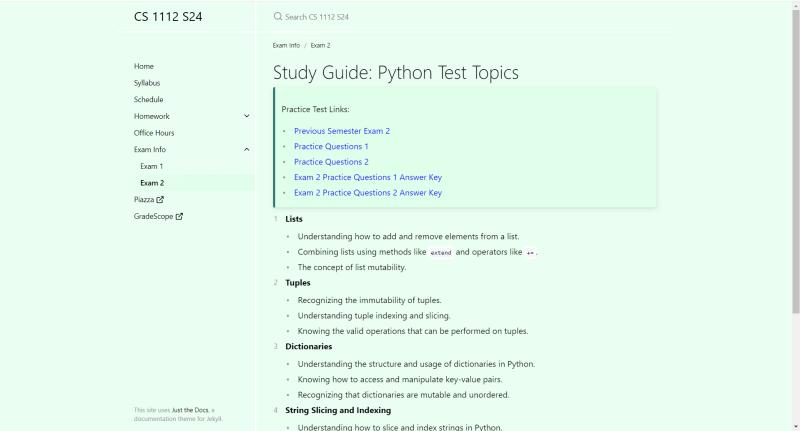 CS 1112 S24
Search CS 1112 S24
Home
Syllabus
Schedule
Homework
Office Hours
Exam Info
Exam 1
Exam 2
Piazza
GradeScope
This site uses Just the Docs, a
documentation theme for Jekyll.
Exam Info / Exam 2
Study Guide: Python Test Topics
Practice Test Links:
• Previous Semester Exam 2
• Practice Questions 1
• Practice Questions 2
• Exam 2 Practice Questions 1 Answer Key
• Exam 2 Practice Questions 2 Answer Key
1 Lists
• Understanding how to add and remove elements from a list.
• Combining lists using methods like extend and operators like += .
• The concept of list mutability.
2 Tuples
• Recognizing the immutability of tuples.
• Understanding tuple indexing and slicing.
• Knowing the valid operations that can be performed on tuples.
3 Dictionaries
• Understanding the structure and usage of dictionaries in Python.
• Knowing how to access and manipulate key-value pairs.
• Recognizing that dictionaries are mutable and unordered.
4 String Slicing and Indexing
• Understanding how to slice and index strings in Python.